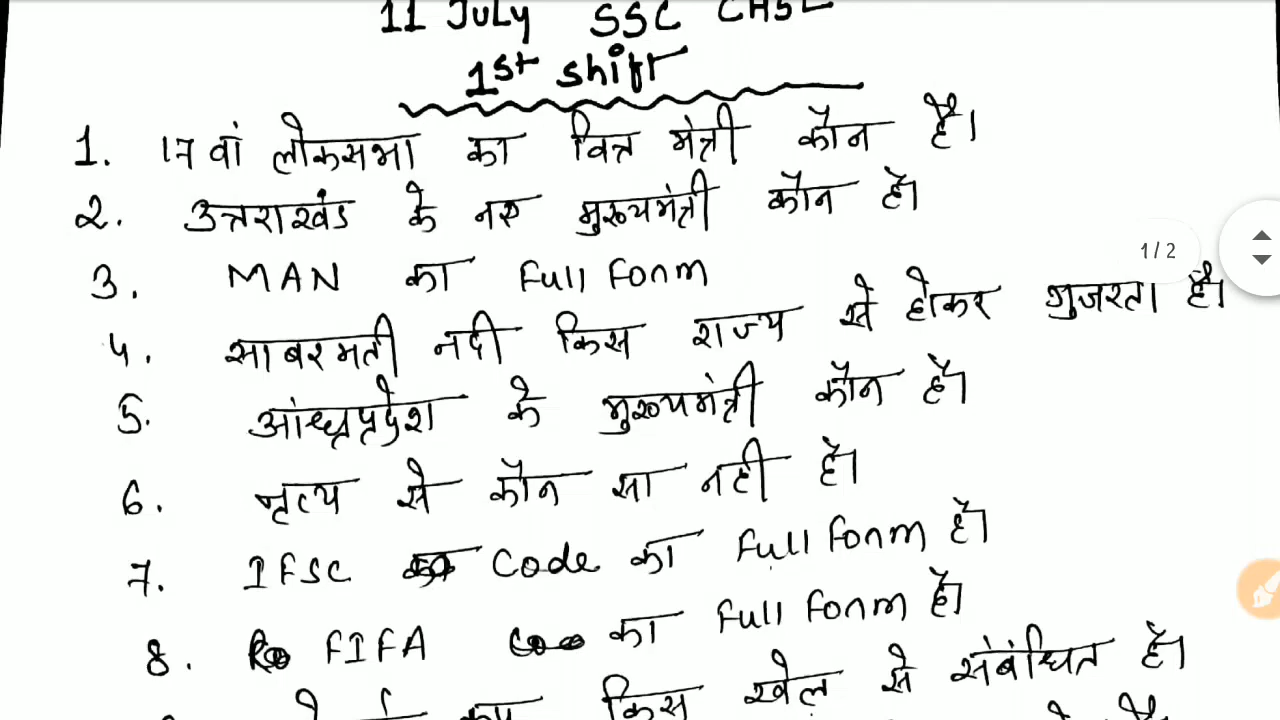 11 JULY SSC CHSL
1st shift
1. 17 वां लोकसभा का वित्त मंत्री कौन है।
2. उत्तराखंड के नए मुख्यमंत्री कौन है।
3. MAN का Full Form
1/2
4. साबरमती नदी किस राज्य से होकर गुजरता है।
5. आंध्रप्रदेश के मुख्यमंत्री कौन है।
6. नृत्य से कौन सा नही है।
7. IFSC Code का Full Form है।
8. FIFA का Full Form है।
किस खेल से संबंधित है।